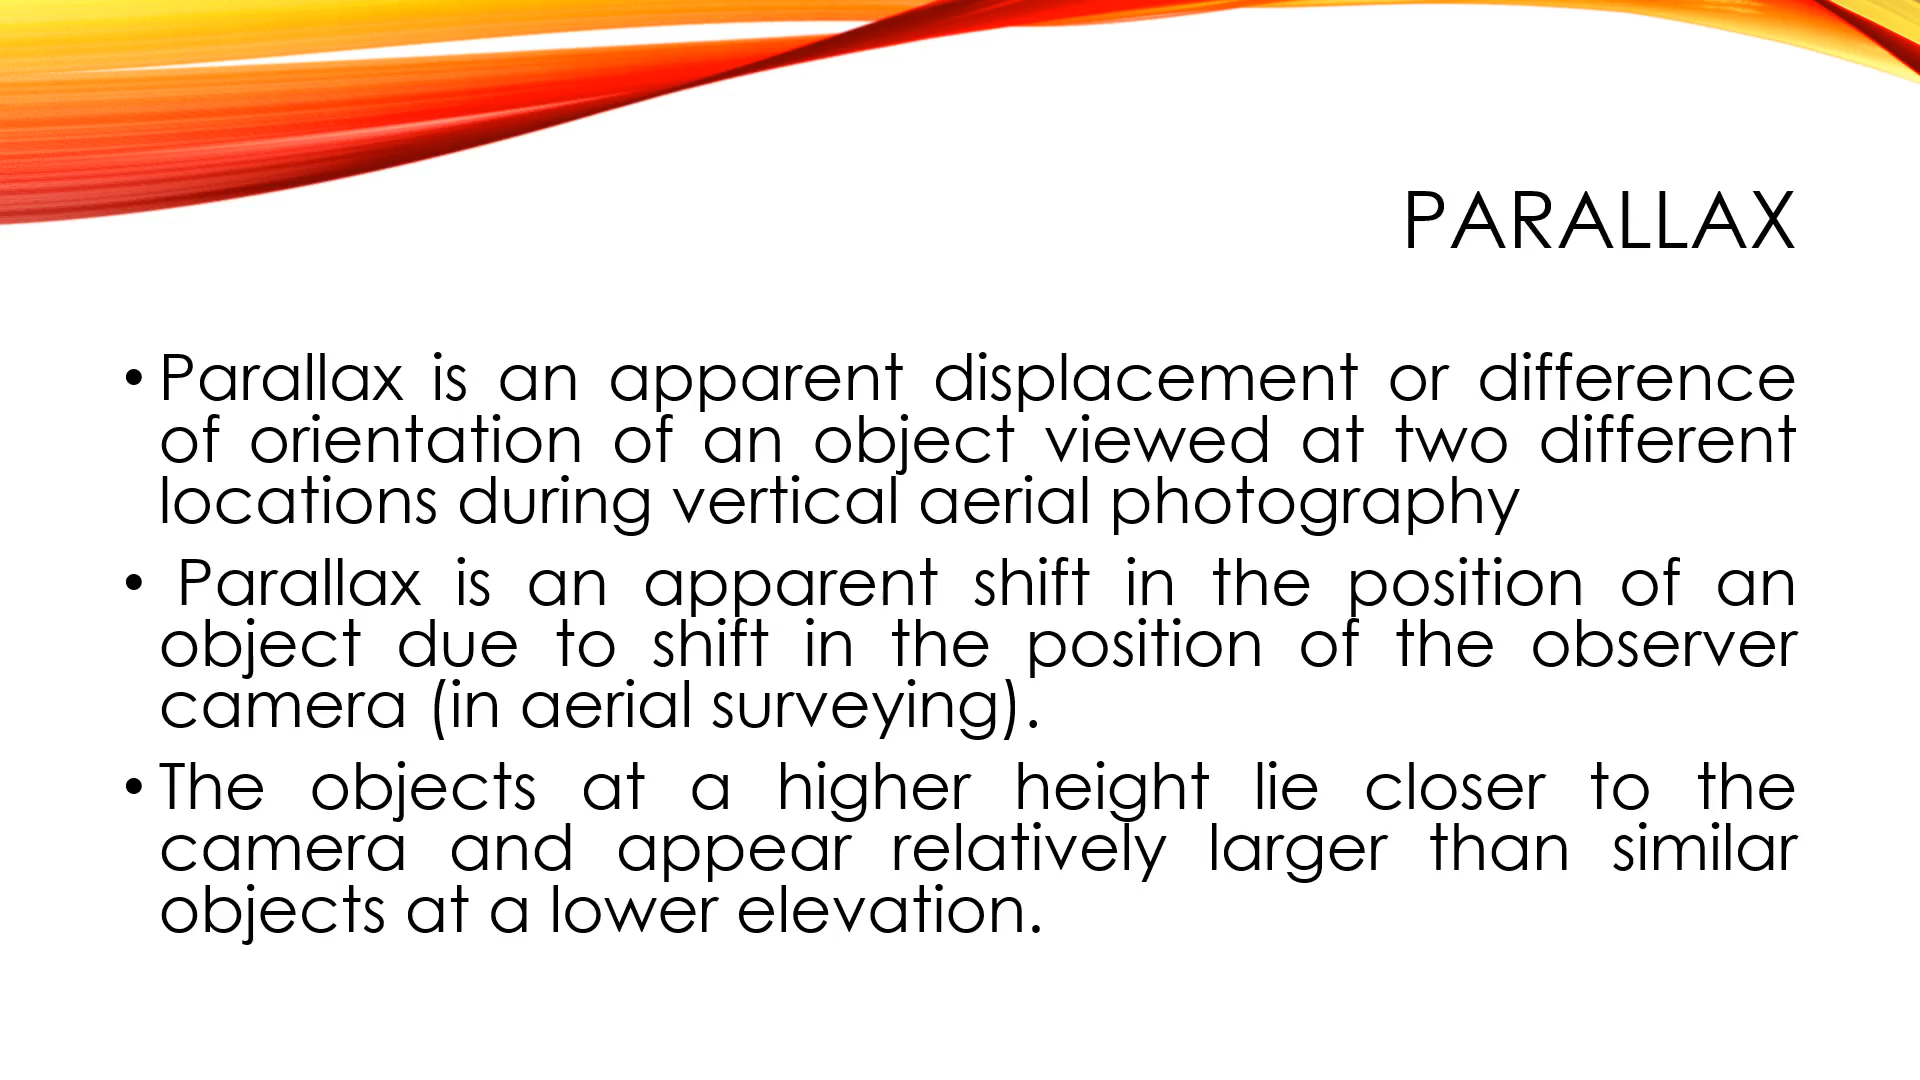 PARALLAX
• Parallax is an apparent displacement or difference
of orientation of an object viewed at two different
locations during vertical aerial photography
• Parallax is an apparent shift in the position of an
object due to shift in the position of the observer
camera (in aerial surveying).
• The objects at a higher height lie closer to the
camera and appear relatively larger than similar
objects at a lower elevation.